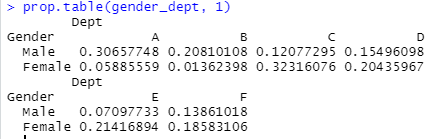 > prop.table(gender_dept, 1)
        Dept
Gender            A          B          C          D
  Male   0.30657748 0.20810108 0.12077295 0.15496098
  Female 0.05885559 0.01362398 0.32316076 0.20435967
        Dept
Gender            E          F
  Male   0.07097733 0.13861018
  Female 0.21416894 0.18583106